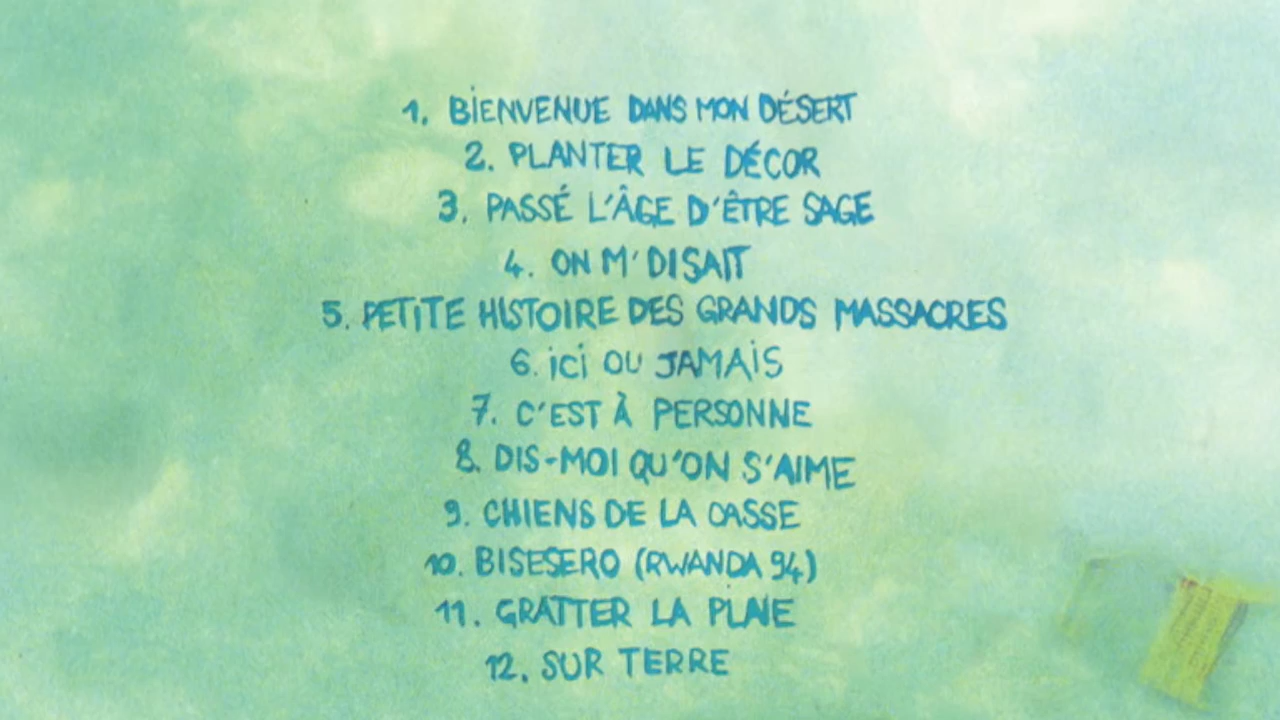 1. BIENVENUE DANS MON DÉSERT
2. PLANTER LE DÉCOR
3. PASSÉ L'ÂGE D'ÊTRE SAGE
4. ON M'DISAIT
5. PETITE HISTOIRE DES GRANDS MASSACRES
6. ICI OU JAMAIS
7. C'EST À PERSONNE
8. DIS-MOI QU'ON S'AIME
9. CHIENS DE LA CASSE
10. BISESERO (RWANDA 94)
11. GRATTER LA PLAIE
12. SUR TERRE